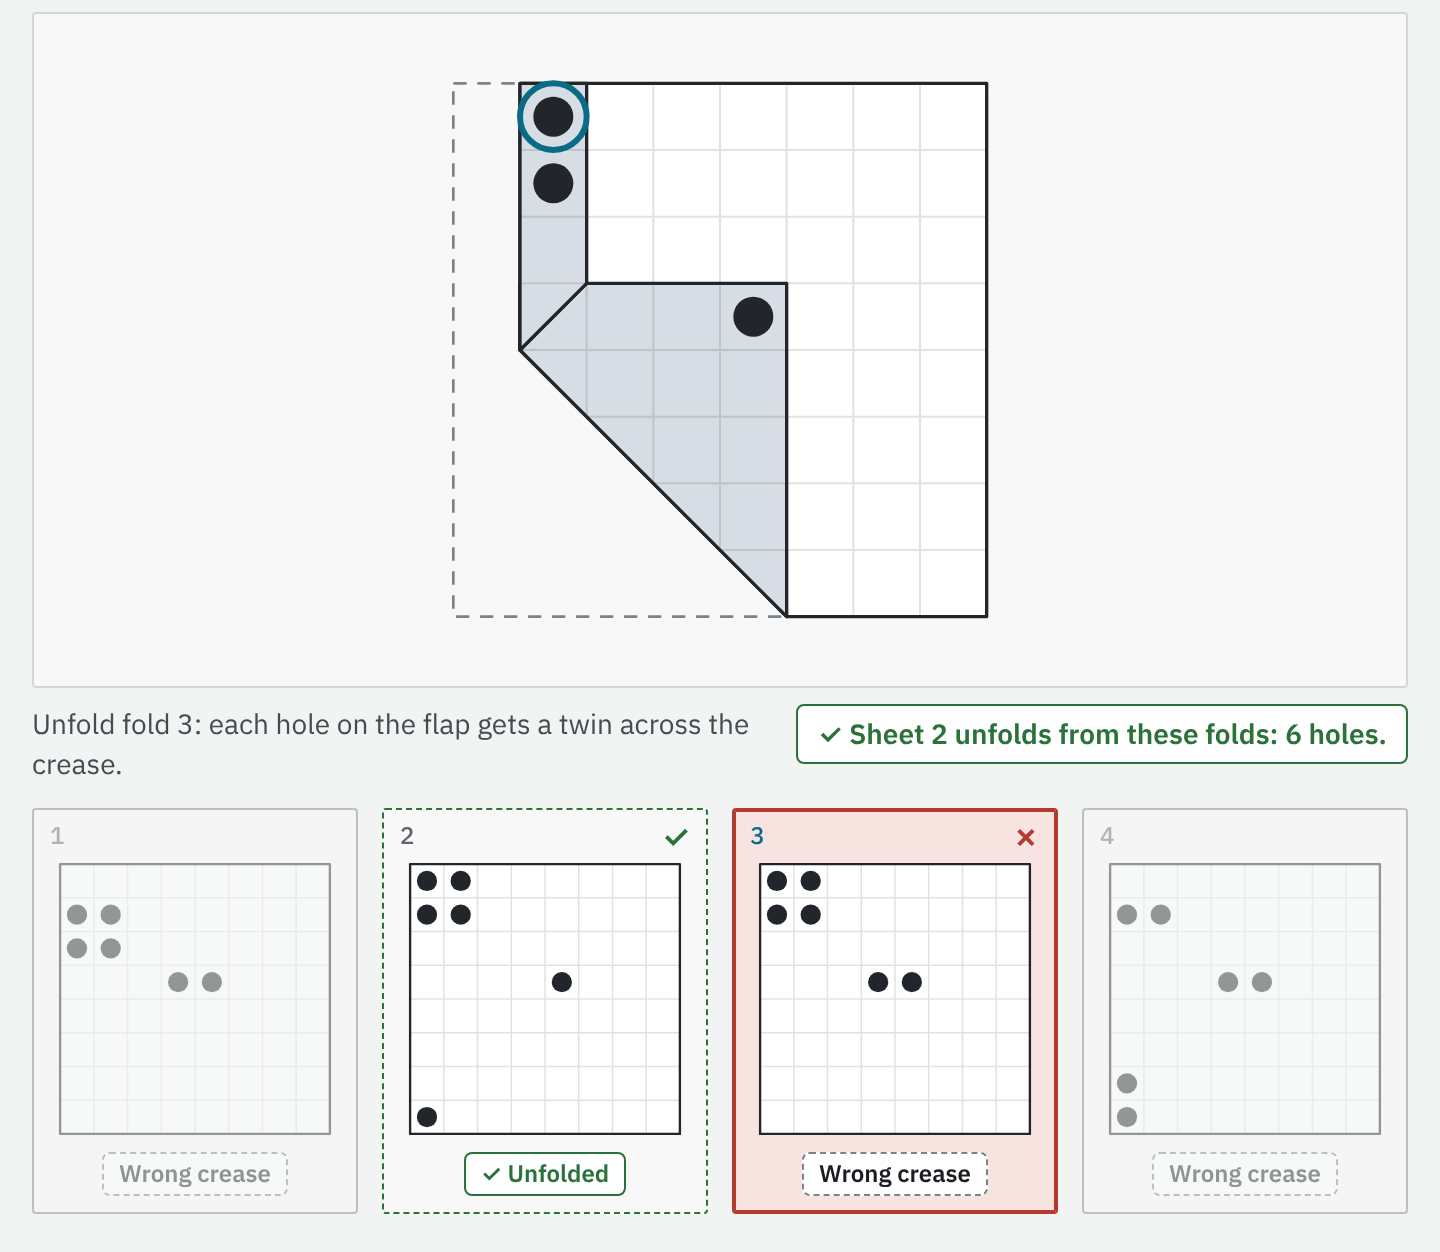 Unfold fold 3: each hole on the flap gets a twin across the
crease.
✓ Sheet 2 unfolds from these folds: 6 holes.
1
2
3
4
Wrong crease
✓ Unfolded
Wrong crease
Wrong crease